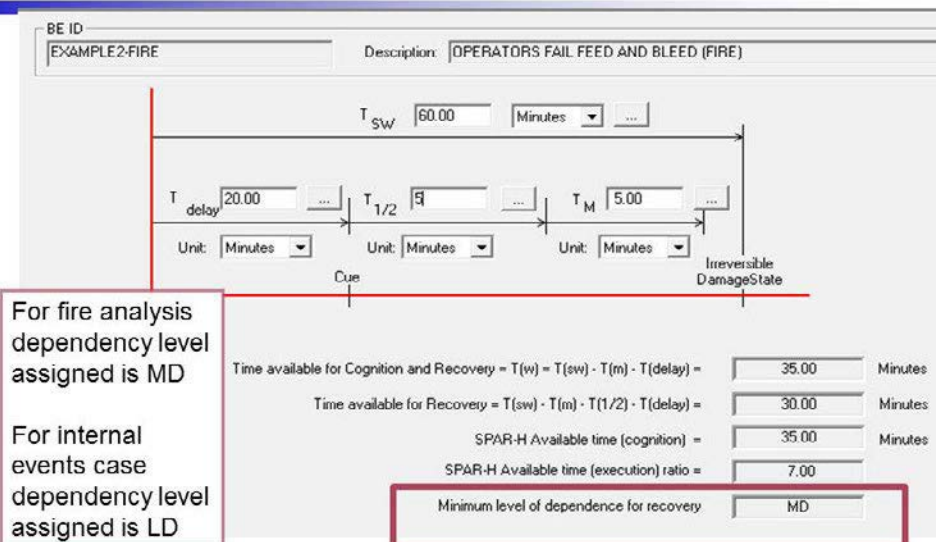 BE ID
EXAMPLE2-FIRE
Description: OPERATORS FAIL FEED AND BLEED (FIRE)
T SW 60.00 Minutes ...
T delay 20.00 ... T 1/2 5 ... T M 5.00 ...
Unit: Minutes Unit: Minutes Unit: Minutes
Cue
Irreversible
DamageState
For fire analysis
dependency level
assigned is MD
For internal
events case
dependency level
assigned is LD
Time available for Cognition and Recovery = T(w) = T(sw) - T(m) - T(delay) = 35.00 Minutes
Time available for Recovery = T(sw) - T(m) - T(1/2) - T(delay) = 30.00 Minutes
SPAR-H Available time (cognition) = 35.00 Minutes
SPAR-H Available time (execution) ratio = 7.00
Minimum level of dependence for recovery MD